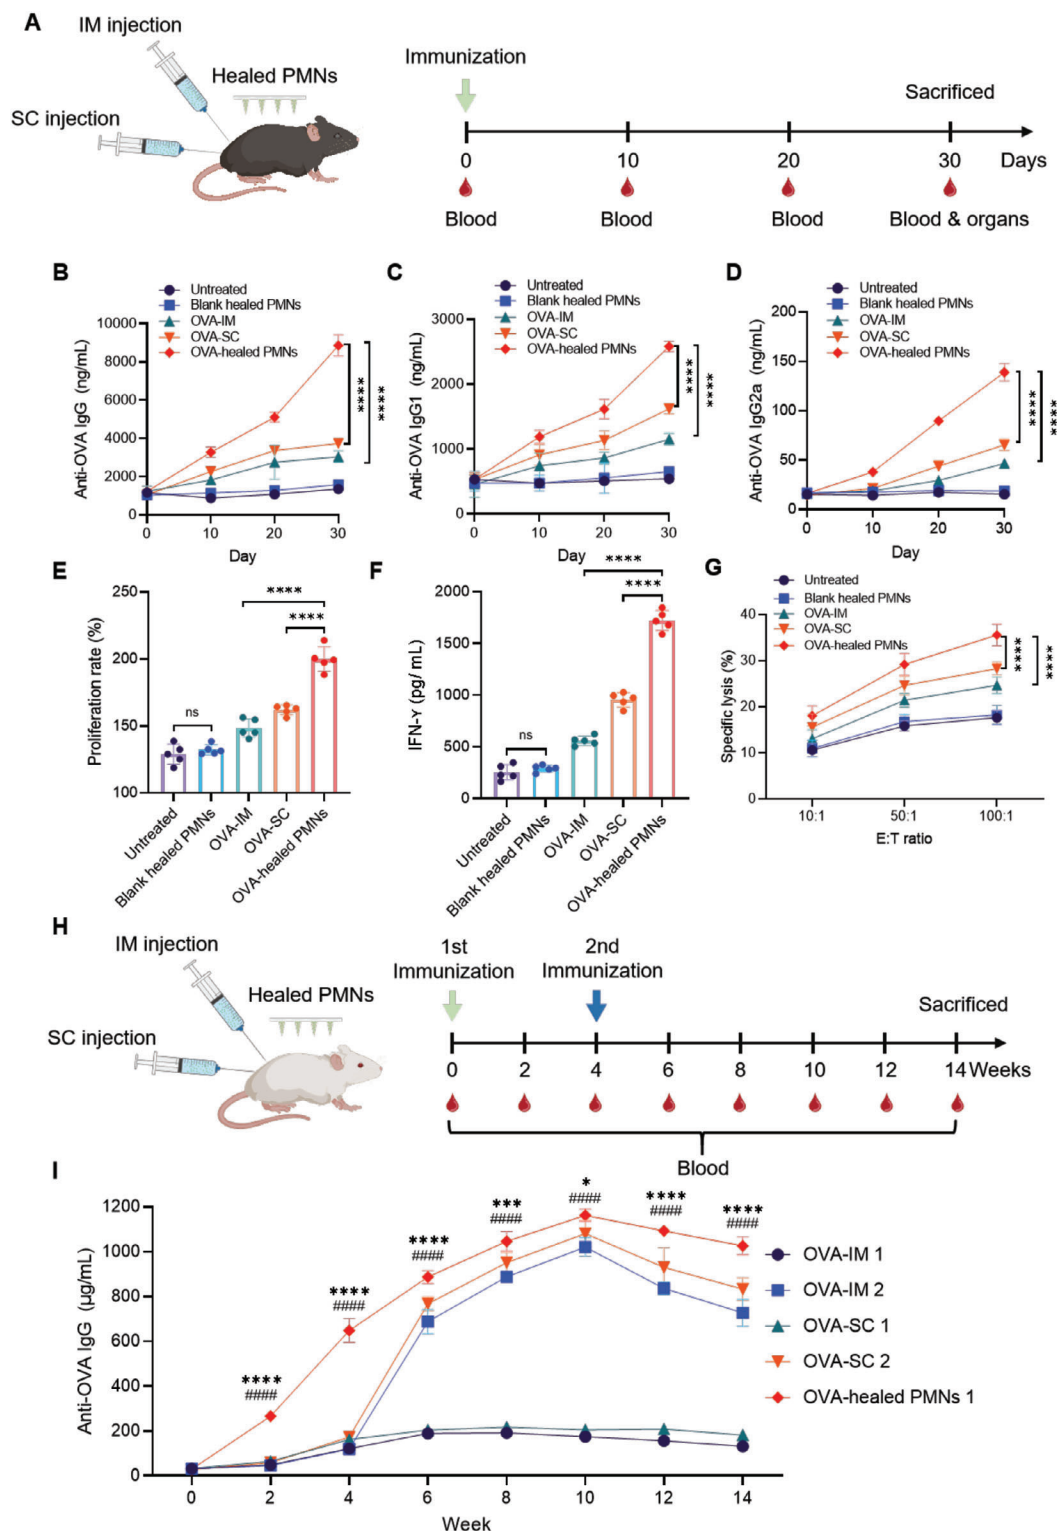 A
IM injection
Healed PMNs
SC injection
Immunization
Sacrificed
0 10 20 30 Days
Blood Blood Blood Blood & organs
B
Untreated
Blank healed PMNs
OVA-IM
OVA-SC
OVA-healed PMNs
Anti-OVA IgG (ng/mL)
10000
8000
6000
4000
2000
0
0 10 20 30
Day
****
****
C
Untreated
Blank healed PMNs
OVA-IM
OVA-SC
OVA-healed PMNs
Anti-OVA IgG1 (ng/mL)
3000
2000
1000
0
0 10 20 30
Day
****
****
D
Untreated
Blank healed PMNs
OVA-IM
OVA-SC
OVA-healed PMNs
Anti-OVA IgG2a (ng/mL)
200
150
100
50
0
0 10 20 30
Day
****
****
E
Proliferation rate (%)
250
200
150
100
****
****
ns
Untreated
Blank healed PMNs
OVA-IM
OVA-SC
OVA-healed PMNs
F
IFN-γ (pg/ mL)
2000
1500
1000
500
0
****
****
ns
Untreated
Blank healed PMNs
OVA-IM
OVA-SC
OVA-healed PMNs
G
Untreated
Blank healed PMNs
OVA-IM
OVA-SC
OVA-healed PMNs
Specific lysis (%)
40
30
20
10
0
10:1 50:1 100:1
E:T ratio
****
****
H
IM injection
Healed PMNs
SC injection
1st
Immunization
2nd
Immunization
Sacrificed
0 2 4 6 8 10 12 14 Weeks
Blood
I
Anti-OVA IgG (μg/mL)
1200
1000
800
600
400
200
0
****
####
****
####
****
####
***
####
*
####
****
####
****
####
0 2 4 6 8 10 12 14
Week
OVA-IM 1
OVA-IM 2
OVA-SC 1
OVA-SC 2
OVA-healed PMNs 1